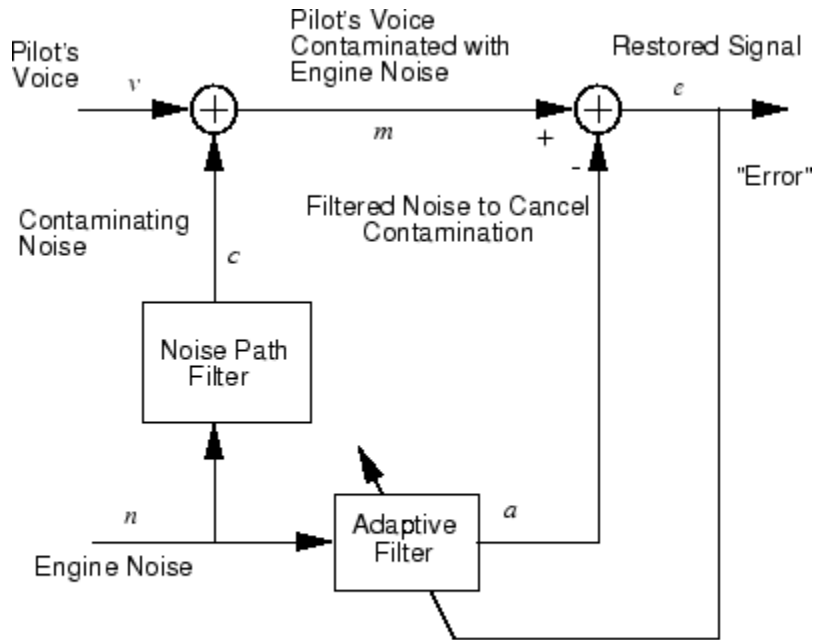 Pilot's
Voice
v
Pilot's Voice
Contaminated with
Engine Noise
m
Restored Signal
e
+
-
"Error"
Contaminating
Noise
c
Filtered Noise to Cancel
Contamination
Noise Path
Filter
n
Engine Noise
Adaptive
Filter
a